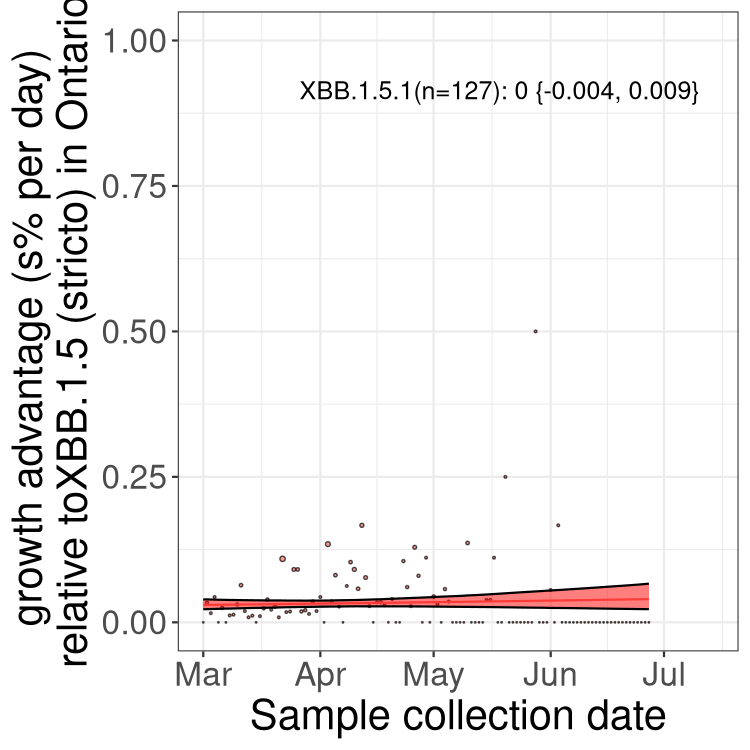 growth advantage (s% per day)
relative toXBB.1.5 (stricto) in Ontario
1.00
XBB.1.5.1(n=127): 0 {-0.004, 0.009}
0.75
0.50
0.25
0.00
Mar Apr May Jun Jul
Sample collection date